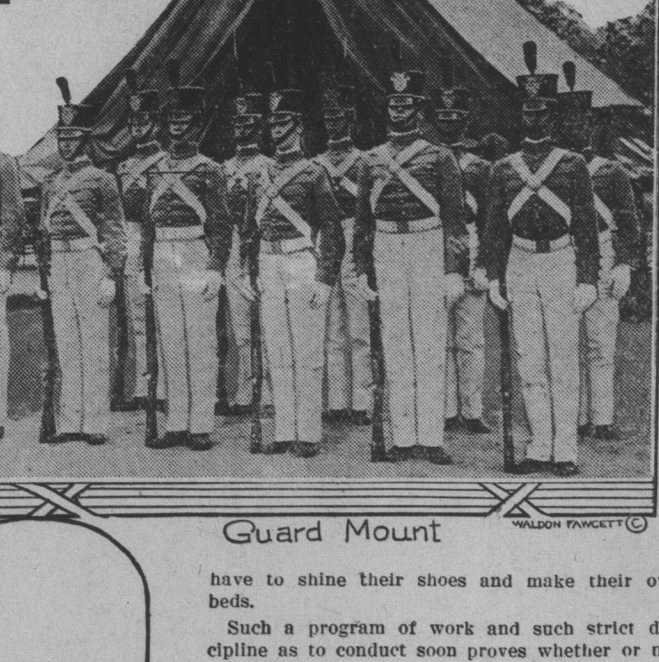 Guard Mount
WALDON FAWCETT ©
have to shine their shoes and make their
beds.
Such a program of work and such strict
cipline as to conduct soon proves whether or